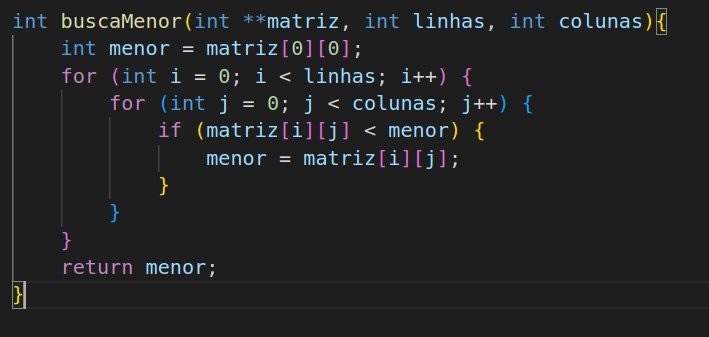 int buscaMenor(int **matriz, int linhas, int colunas){
    int menor = matriz[0][0];
    for (int i = 0; i < linhas; i++) {
        for (int j = 0; j < colunas; j++) {
            if (matriz[i][j] < menor) {
                menor = matriz[i][j];
            }
        }
    }
    return menor;
}